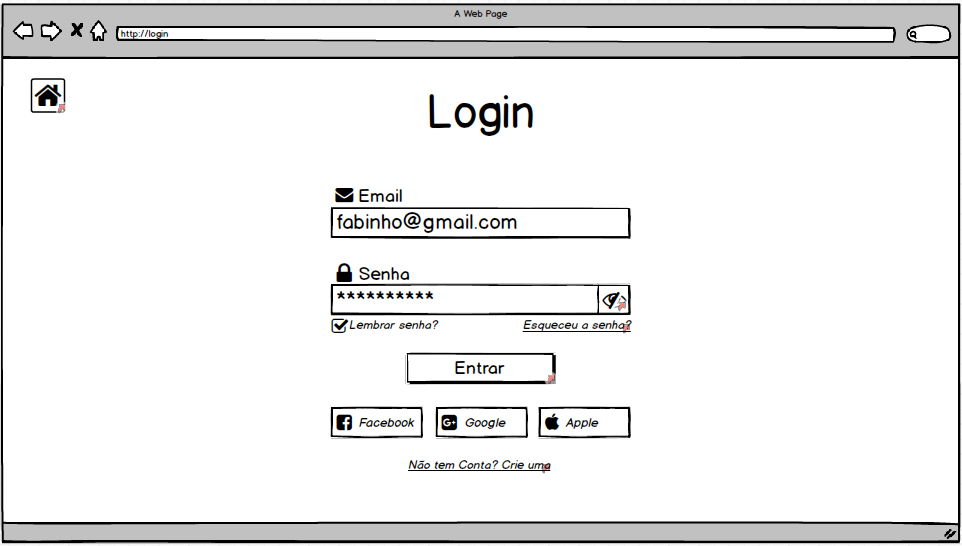 A Web Page
http://login
Login
Email
fabinho@gmail.com
Senha
**********
Lembrar senha?
Esqueceu a senha?
Entrar
Facebook
Google
Apple
Não tem Conta? Crie uma